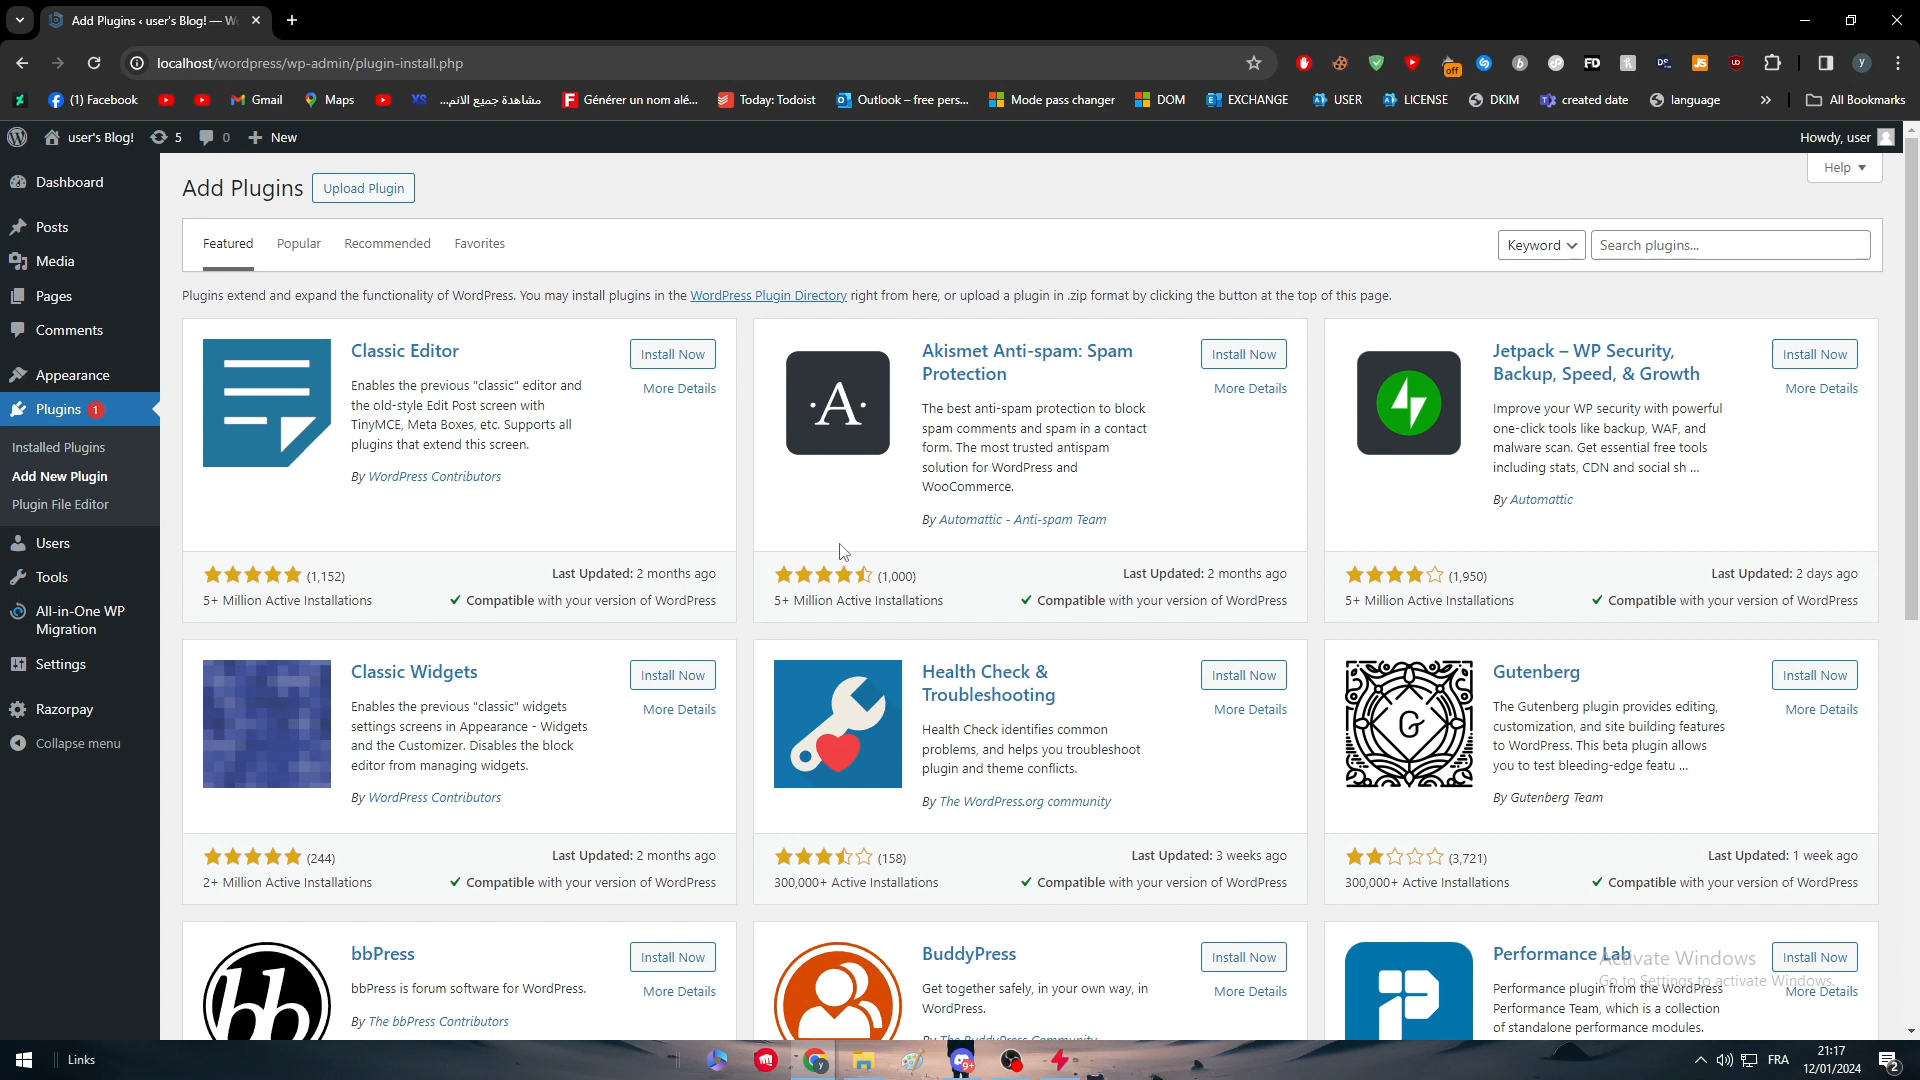 Add Plugins ‹ user's Blog! — W
localhost/wordpress/wp-admin/plugin-install.php
(1) Facebook
Gmail
Maps
مشاهدة جميع الانم...
Générer un nom alé...
Today: Todoist
Outlook – free pers...
Mode pass changer
DOM
EXCHANGE
USER
LICENSE
DKIM
created date
language
All Bookmarks
user's Blog!
5
0
New
Howdy, user
Dashboard
Posts
Media
Pages
Comments
Appearance
Plugins 1
Installed Plugins
Add New Plugin
Plugin File Editor
Users
Tools
All-in-One WP
Migration
Settings
Razorpay
Collapse menu
Help
Add Plugins
Upload Plugin
Featured
Popular
Recommended
Favorites
Keyword
Search plugins...
Plugins extend and expand the functionality of WordPress. You may install plugins in the WordPress Plugin Directory right from here, or upload a plugin in .zip format by clicking the button at the top of this page.
Classic Editor
Install Now
More Details
Enables the previous "classic" editor and
the old-style Edit Post screen with
TinyMCE, Meta Boxes, etc. Supports all
plugins that extend this screen.
By WordPress Contributors
(1,152)
5+ Million Active Installations
Last Updated: 2 months ago
Compatible with your version of WordPress
·A·
Akismet Anti-spam: Spam
Protection
Install Now
More Details
The best anti-spam protection to block
spam comments and spam in a contact
form. The most trusted antispam
solution for WordPress and
WooCommerce.
By Automattic - Anti-spam Team
(1,000)
5+ Million Active Installations
Last Updated: 2 months ago
Compatible with your version of WordPress
Jetpack – WP Security,
Backup, Speed, & Growth
Install Now
More Details
Improve your WP security with powerful
one-click tools like backup, WAF, and
malware scan. Get essential free tools
including stats, CDN and social sh ...
By Automattic
(1,950)
5+ Million Active Installations
Last Updated: 2 days ago
Compatible with your version of WordPress
Classic Widgets
Install Now
More Details
Enables the previous "classic" widgets
settings screens in Appearance - Widgets
and the Customizer. Disables the block
editor from managing widgets.
By WordPress Contributors
(244)
2+ Million Active Installations
Last Updated: 2 months ago
Compatible with your version of WordPress
Health Check &
Troubleshooting
Install Now
More Details
Health Check identifies common
problems, and helps you troubleshoot
plugin and theme conflicts.
By The WordPress.org community
(158)
300,000+ Active Installations
Last Updated: 3 weeks ago
Compatible with your version of WordPress
G
Gutenberg
Install Now
More Details
The Gutenberg plugin provides editing,
customization, and site building features
to WordPress. This beta plugin allows
you to test bleeding-edge featu ...
By Gutenberg Team
(3,721)
300,000+ Active Installations
Last Updated: 1 week ago
Compatible with your version of WordPress
bb
bbPress
Install Now
More Details
bbPress is forum software for WordPress.
By The bbPress Contributors
BuddyPress
Install Now
More Details
Get together safely, in your own way, in
WordPress.
By The BuddyPress Community
Performance Lab
Install Now
More Details
Performance plugin from the WordPress
Performance Team, which is a collection
of standalone performance modules.
Activate Windows
Go to Settings to activate Windows.
Links
FRA
21:17
12/01/2024
2